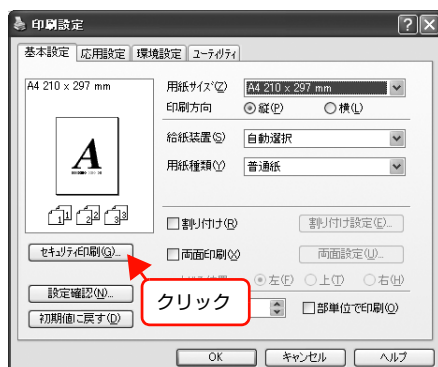 印刷設定
基本設定 応用設定 環境設定 ユーティリティ
A4 210 x 297 mm
用紙サイズ(Z) A4 210 x 297 mm
印刷方向 縦(P) 横(L)
給紙装置(S) 自動選択
用紙種類(Y) 普通紙
A
1 1 2 2 3 3
割り付け(R) 割り付け設定(E)...
セキュリティ印刷(G)... 両面印刷(X) 両面設定(U)...
左(F) 上(T) 右(H)
設定確認(N)... クリック 部単位で印刷(O)
初期値に戻す(D)
OK キャンセル ヘルプ